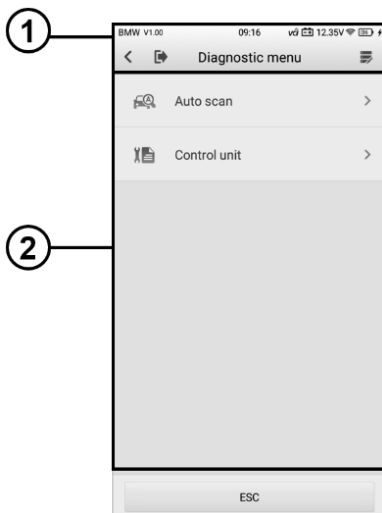 1
BMW V1.00 09:16 12.35V
Diagnostic menu
Auto scan
Control unit
2
ESC